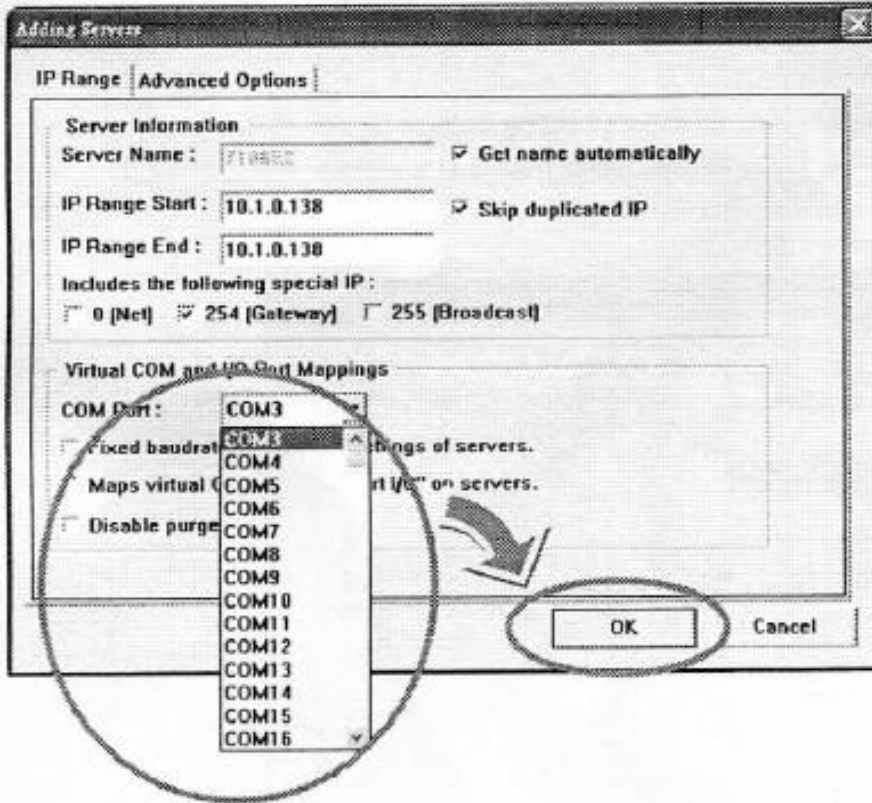 Adding Servers
IP Range
Advanced Options
Server Information
Server Name :
Get name automatically
IP Range Start : 10.1.0.138
Skip duplicated IP
IP Range End : 10.1.0.138
Includes the following special IP :
0 [Net] 254 [Gateway] 255 [Broadcast]
Virtual COM and I/O Port Mappings
COM Port : COM3
COM3
Fixed baudrat
ttings of servers.
COM4
Maps virtual C
COM5
rt I/O" on servers.
COM6
Disable purge
COM7
COM8
COM9
COM10
COM11
COM12
COM13
COM14
COM15
COM16
OK
Cancel